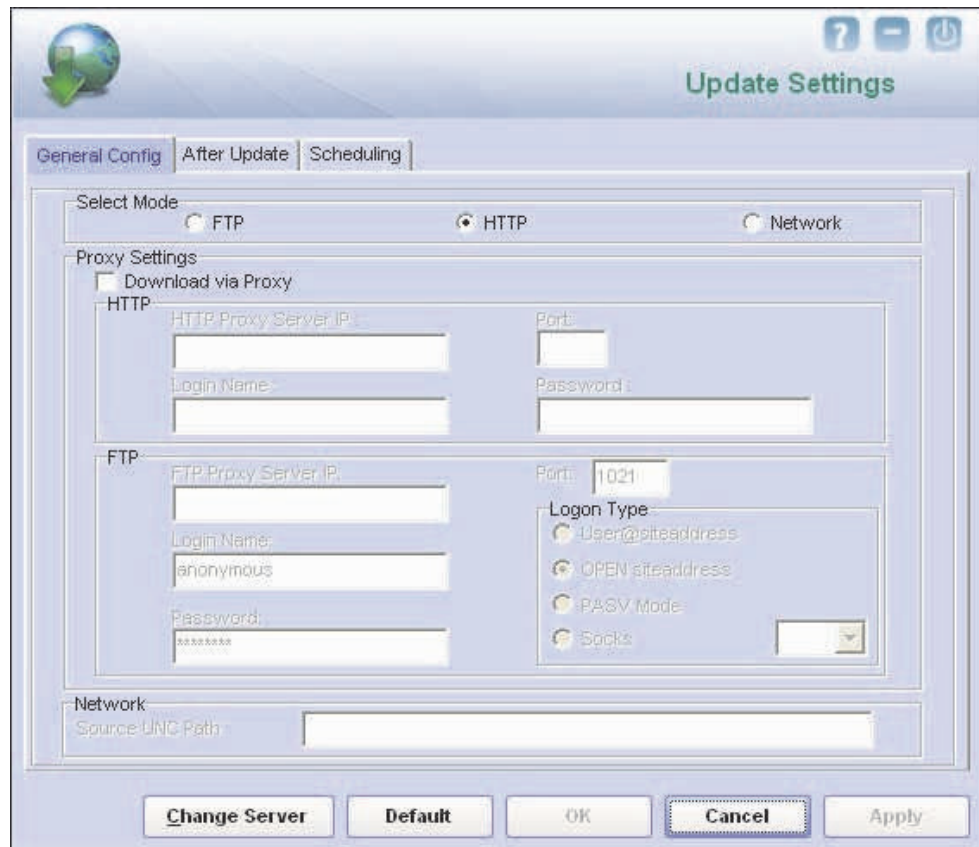 ?
Update Settings
General Config After Update Scheduling
Select Mode
FTP HTTP Network
Proxy Settings
Download via Proxy
HTTP
HTTP Proxy Server IP : Port:
Login Name: Password :
FTP
FTP Proxy Server IP: Port: 1021
Logon Type
User@siteaddress
Login Name:
anonymous
OPEN siteaddress
PASV Mode
Password:
********
Socks
Network
Source UNC Path :
Change Server Default OK Cancel Apply